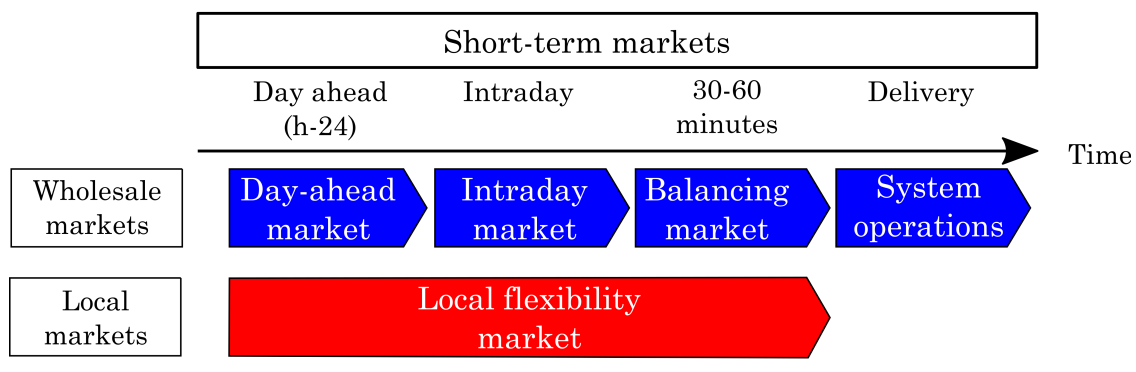 Short-term markets
Day ahead
(h-24)
Intraday
30-60
minutes
Delivery
Time
Wholesale
markets
Day-ahead
market
Intraday
market
Balancing
market
System
operations
Local
markets
Local flexibility
market